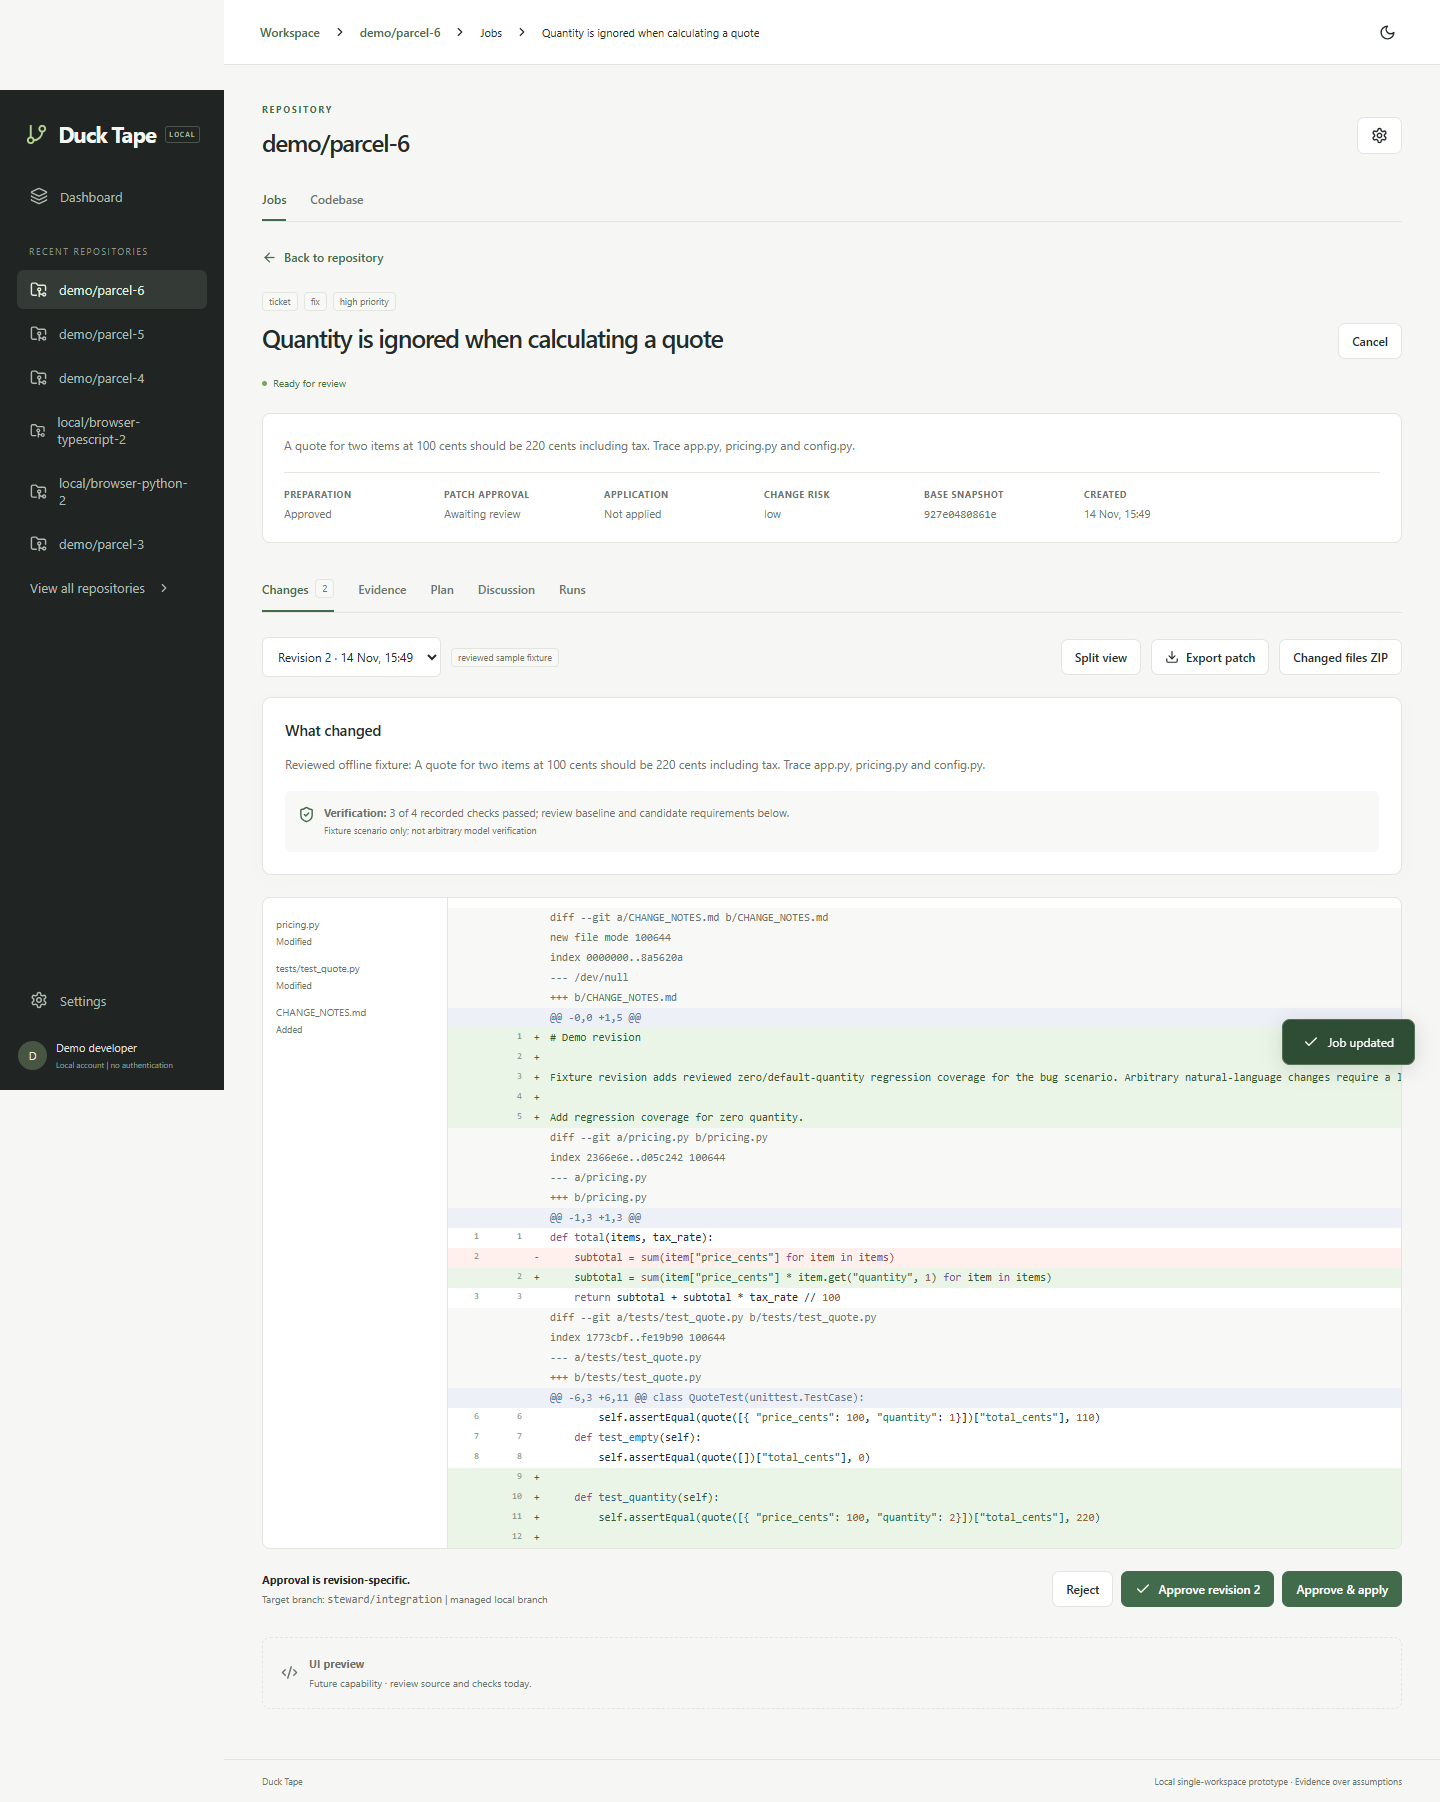 Workspace > demo/parcel-6 > Jobs > Quantity is ignored when calculating a quote
Duck Tape LOCAL
Dashboard
RECENT REPOSITORIES
demo/parcel-6
demo/parcel-5
demo/parcel-4
local/browser-
typescript-2
local/browser-python-
2
demo/parcel-3
View all repositories
Settings
D
Demo developer
Local account | no authentication
REPOSITORY
demo/parcel-6
Jobs Codebase
Back to repository
ticket fix high priority
Quantity is ignored when calculating a quote
Cancel
Ready for review
A quote for two items at 100 cents should be 220 cents including tax. Trace app.py, pricing.py and config.py.
PREPARATION PATCH APPROVAL APPLICATION CHANGE RISK BASE SNAPSHOT CREATED
Approved Awaiting review Not applied low 927e0480861e 14 Nov, 15:49
Changes 2 Evidence Plan Discussion Runs
Revision 2 · 14 Nov, 15:49 reviewed sample fixture Split view Export patch Changed files ZIP
What changed
Reviewed offline fixture: A quote for two items at 100 cents should be 220 cents including tax. Trace app.py, pricing.py and config.py.
Verification: 3 of 4 recorded checks passed; review baseline and candidate requirements below.
Fixture scenario only; not arbitrary model verification
pricing.py
Modified
tests/test_quote.py
Modified
CHANGE_NOTES.md
Added
diff --git a/CHANGE_NOTES.md b/CHANGE_NOTES.md
new file mode 100644
index 0000000..8a5620a
--- /dev/null
+++ b/CHANGE_NOTES.md
@@ -0,0 +1,5 @@
1 + # Demo revision
2 +
3 + Fixture revision adds reviewed zero/default-quantity regression coverage for the bug scenario. Arbitrary natural-language changes require a
4 +
5 + Add regression coverage for zero quantity.
diff --git a/pricing.py b/pricing.py
index 2366e6e..d05c242 100644
--- a/pricing.py
+++ b/pricing.py
@@ -1,3 +1,3 @@
1 1 def total(items, tax_rate):
2 - subtotal = sum(item["price_cents"] for item in items)
2 + subtotal = sum(item["price_cents"] * item.get("quantity", 1) for item in items)
3 3 return subtotal + subtotal * tax_rate // 100
diff --git a/tests/test_quote.py b/tests/test_quote.py
index 1773cbf..fe19b90 100644
--- a/tests/test_quote.py
+++ b/tests/test_quote.py
@@ -6,3 +6,11 @@ class QuoteTest(unittest.TestCase):
6 6 self.assertEqual(quote([{ "price_cents": 100, "quantity": 1}])["total_cents"], 110)
7 7 def test_empty(self):
8 8 self.assertEqual(quote([])["total_cents"], 0)
9 +
10 + def test_quantity(self):
11 + self.assertEqual(quote([{ "price_cents": 100, "quantity": 2}])["total_cents"], 220)
12 +
Job updated
Approval is revision-specific.
Target branch: steward/integration | managed local branch
Reject Approve revision 2 Approve & apply
UI preview
Future capability · review source and checks today.
Duck Tape
Local single-workspace prototype · Evidence over assumptions